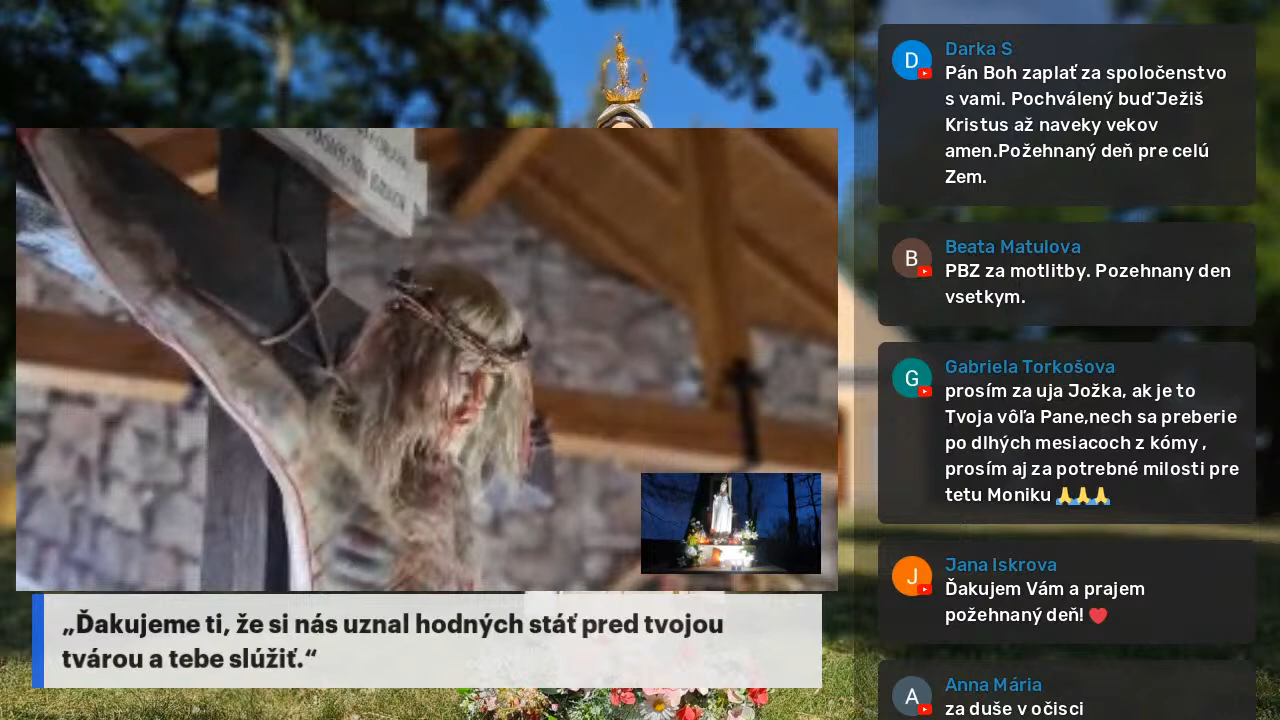 Darka S
Pán Boh zaplať za spoločenstvo
s vami. Pochválený buď Ježiš
Kristus až naveky vekov
amen.Požehnaný deň pre celú
Zem.
Beata Matulova
PBZ za motlitby. Pozehnany den
vsetkym.
Gabriela Torkošova
prosím za uja Jožka, ak je to
Tvoja vôľa Pane,nech sa preberie
po dlhých mesiacoch z kómy ,
prosím aj za potrebné milosti pre
tetu Moniku 🙏🙏🙏
Jana Iskrova
Ďakujem Vám a prajem
požehnaný deň! ❤️
Anna Mária
za duše v očisci
„Ďakujeme ti, že si nás uznal hodných stáť pred tvojou
tvárou a tebe slúžiť.“
D
B
G
J
A